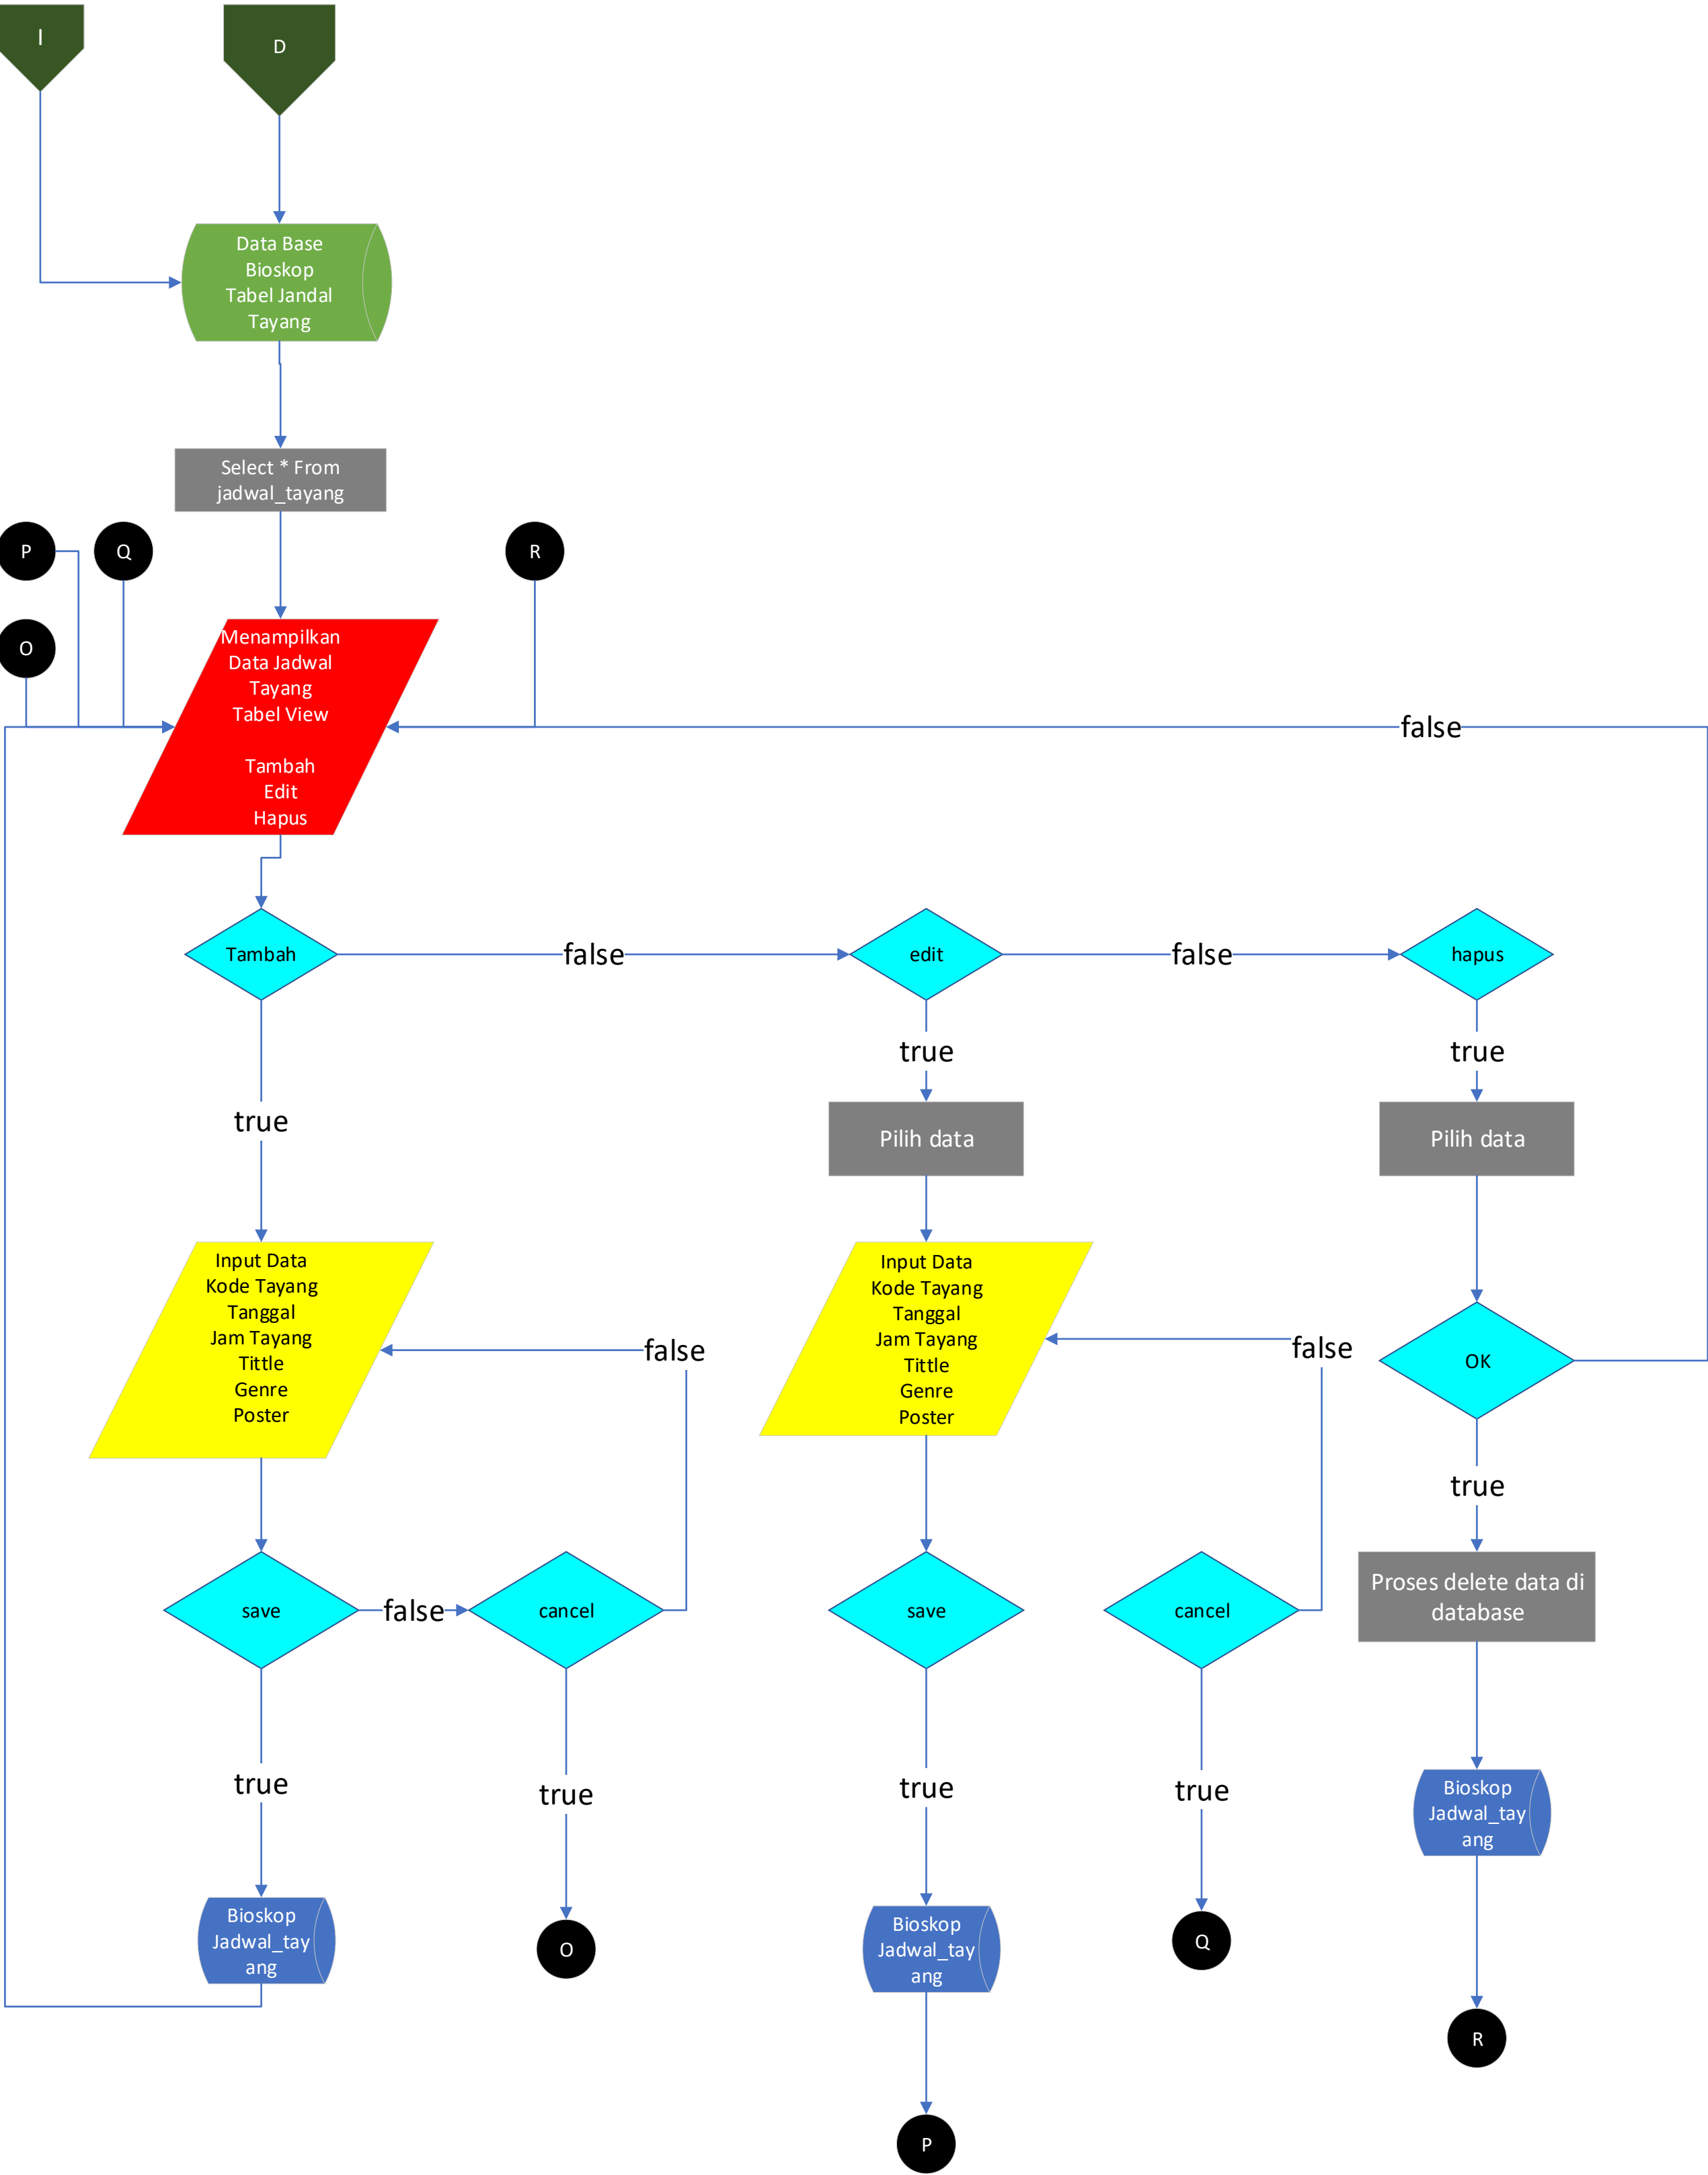 I
D
Data Base
Bioskop
Tabel Jandal
Tayang
Select * From
jadwal_tayang
P
Q
R
O
Menampilkan
Data Jadwal
Tayang
Tabel View
Tambah
Edit
Hapus
false
Tambah
false
edit
false
hapus
true
true
true
Pilih data
Pilih data
Input Data
Kode Tayang
Tanggal
Jam Tayang
Tittle
Genre
Poster
false
Input Data
Kode Tayang
Tanggal
Jam Tayang
Tittle
Genre
Poster
false
OK
true
save
false
cancel
save
cancel
Proses delete data di
database
true
true
true
true
Bioskop
Jadwal_tay
ang
Bioskop
Jadwal_tay
ang
O
Bioskop
Jadwal_tay
ang
Q
R
P